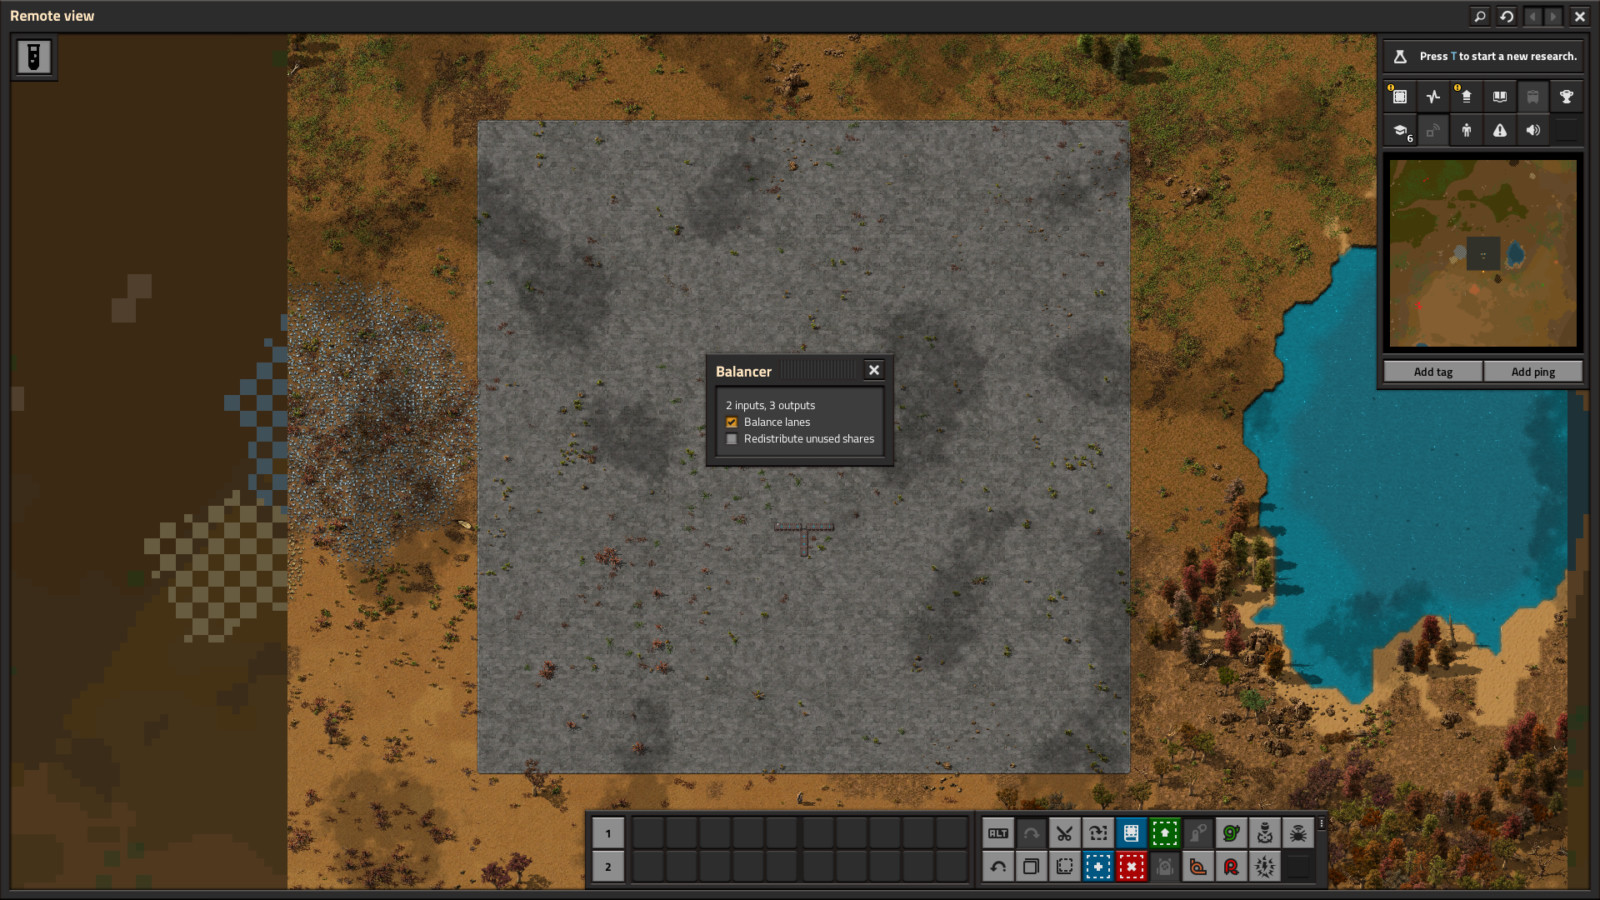 Remote view
Press T to start a new research.
6
Add tag
Add ping
Balancer
2 inputs, 3 outputs
Balance lanes
Redistribute unused shares
1
ALT
2
R